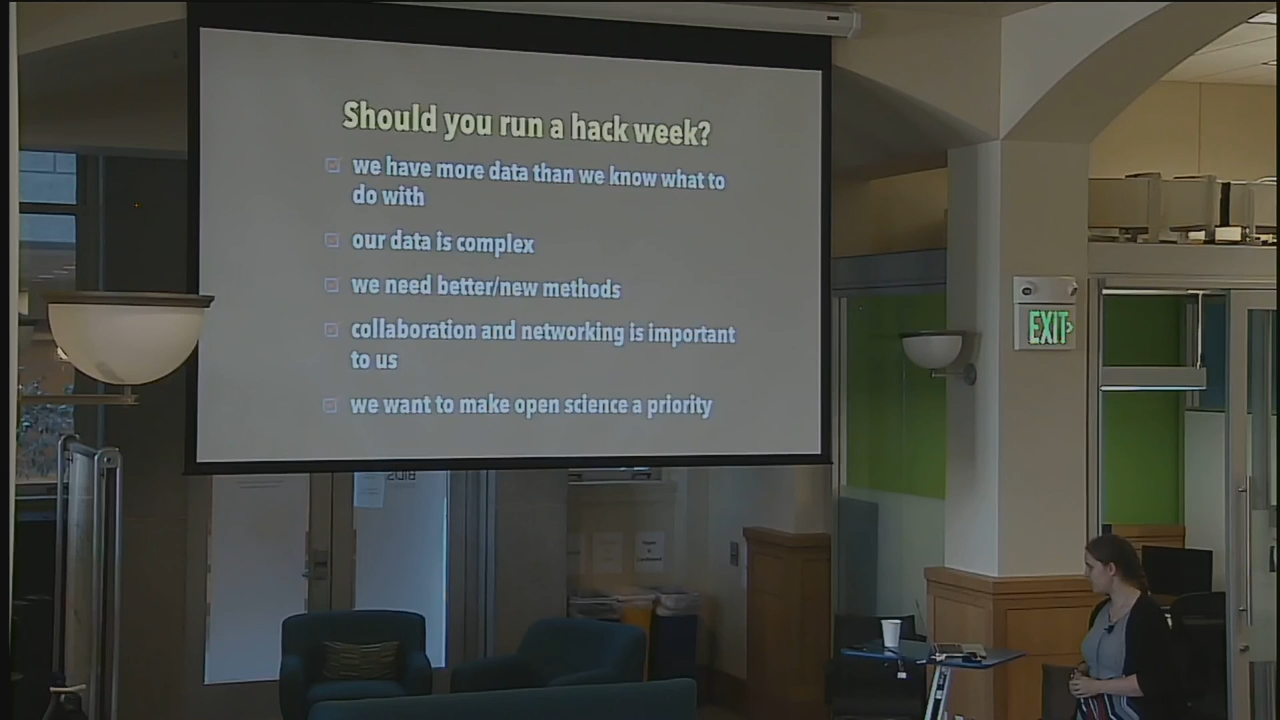 Should you run a hack week?
we have more data than we know what to
do with
our data is complex
we need better/new methods
collaboration and networking is important
to us
we want to make open science a priority
EXIT